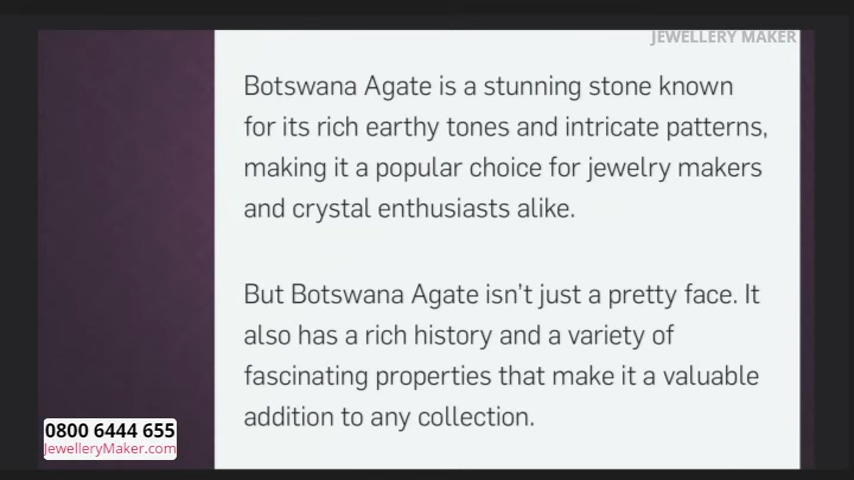 JEWELLERY MAKER
Botswana Agate is a stunning stone known
for its rich earthy tones and intricate patterns,
making it a popular choice for jewelry makers
and crystal enthusiasts alike.
But Botswana Agate isn't just a pretty face. It
also has a rich history and a variety of
fascinating properties that make it a valuable
addition to any collection.
0800 6444 655
JewelleryMaker.com